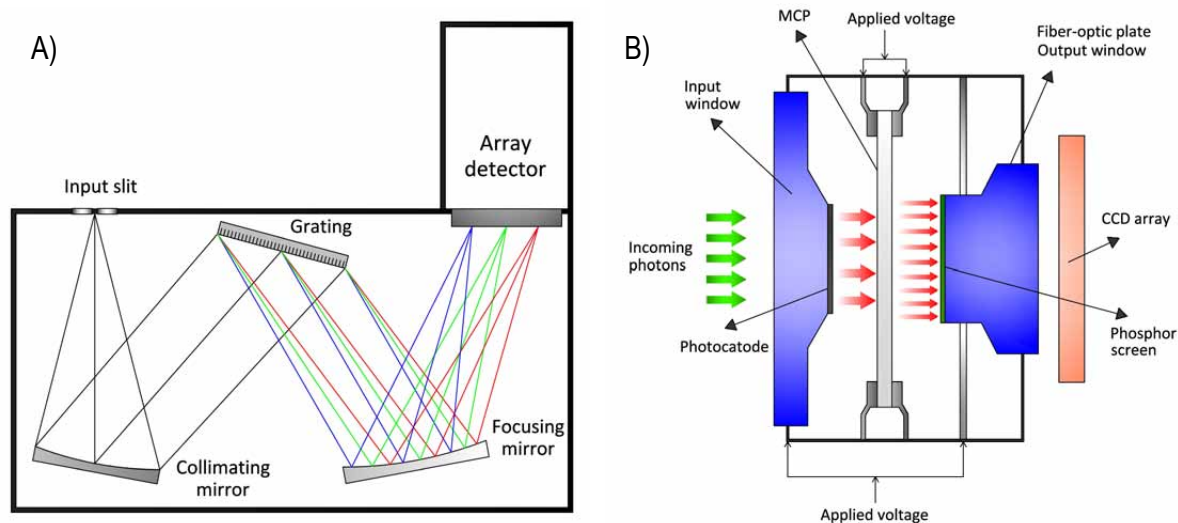 A)
Input slit
Grating
Array
detector
Collimating
mirror
Focusing
mirror
B)
MCP
Applied voltage
Fiber-optic plate
Output window
Input
window
Incoming
photons
Photocatode
CCD array
Phosphor
screen
Applied voltage